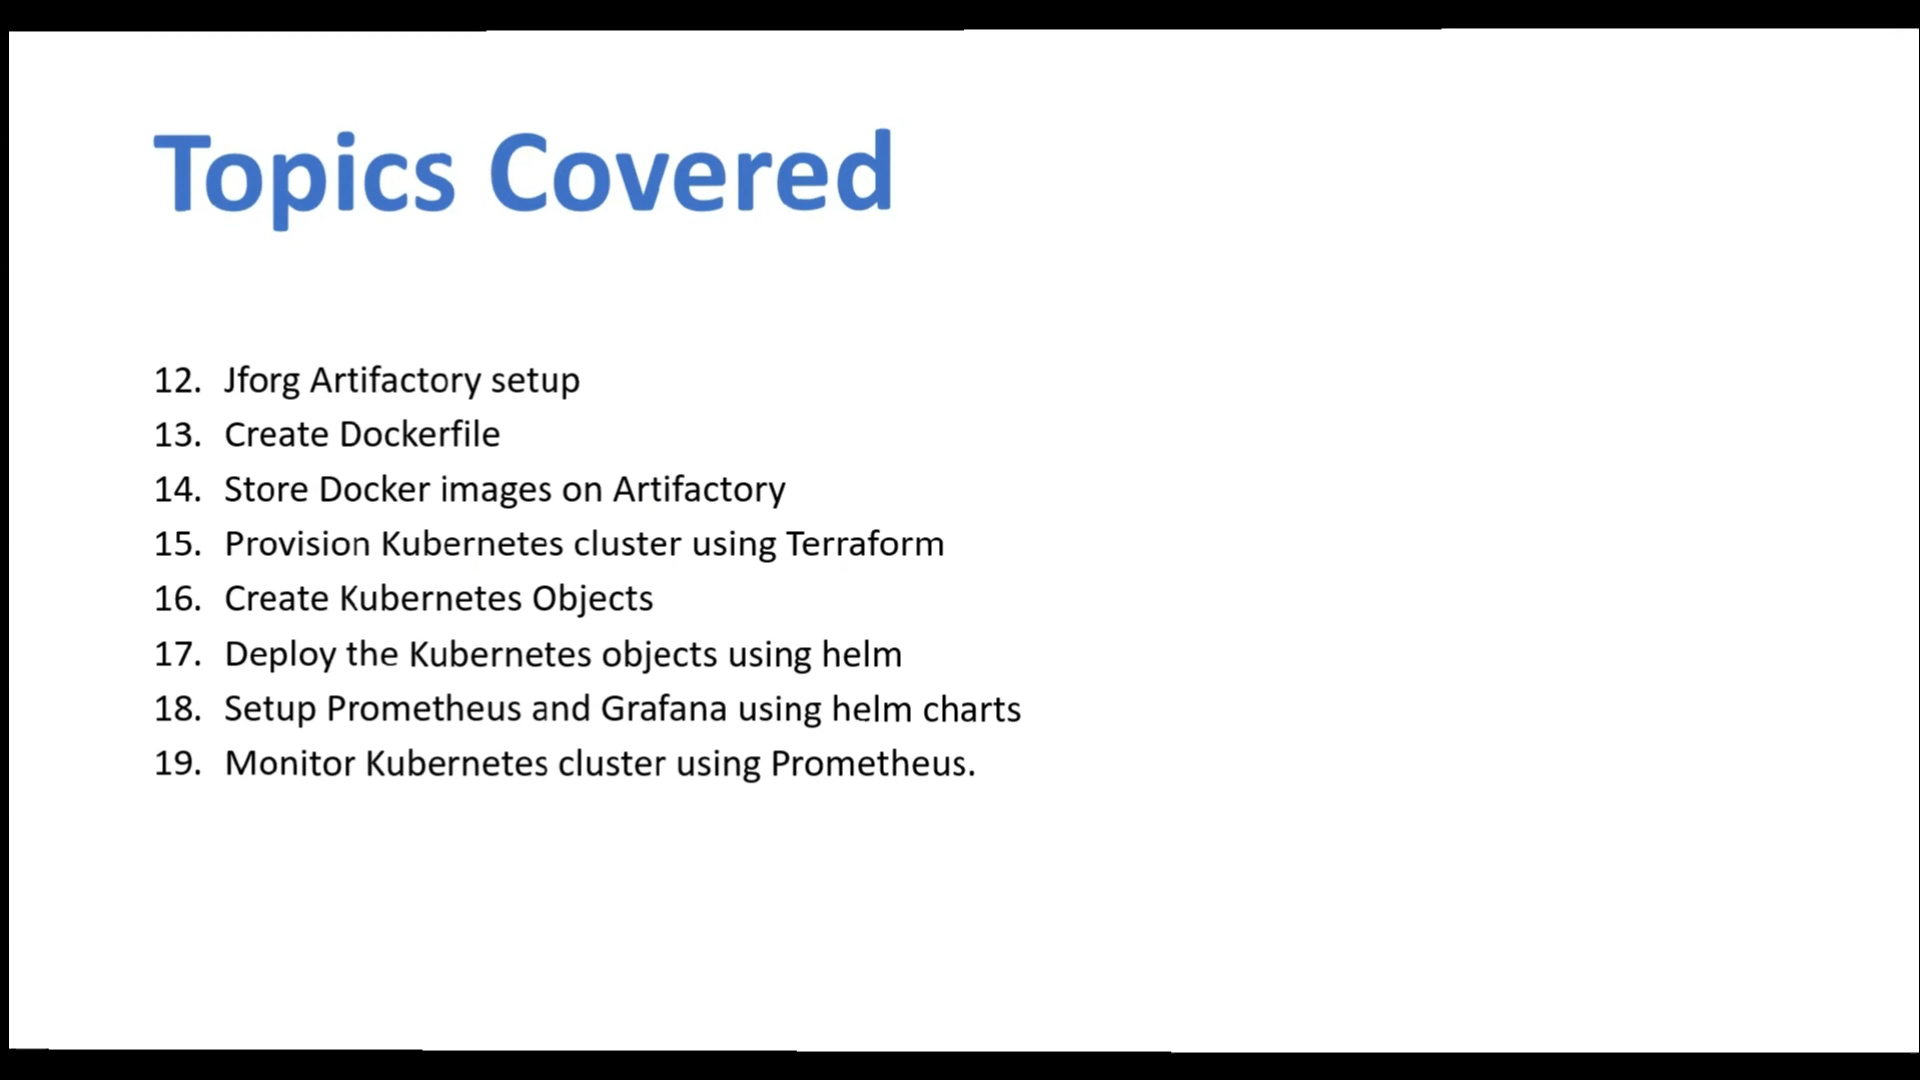 Topics Covered
12. Jforg Artifactory setup
13. Create Dockerfile
14. Store Docker images on Artifactory
15. Provision Kubernetes cluster using Terraform
16. Create Kubernetes Objects
17. Deploy the Kubernetes objects using helm
18. Setup Prometheus and Grafana using helm charts
19. Monitor Kubernetes cluster using Prometheus.